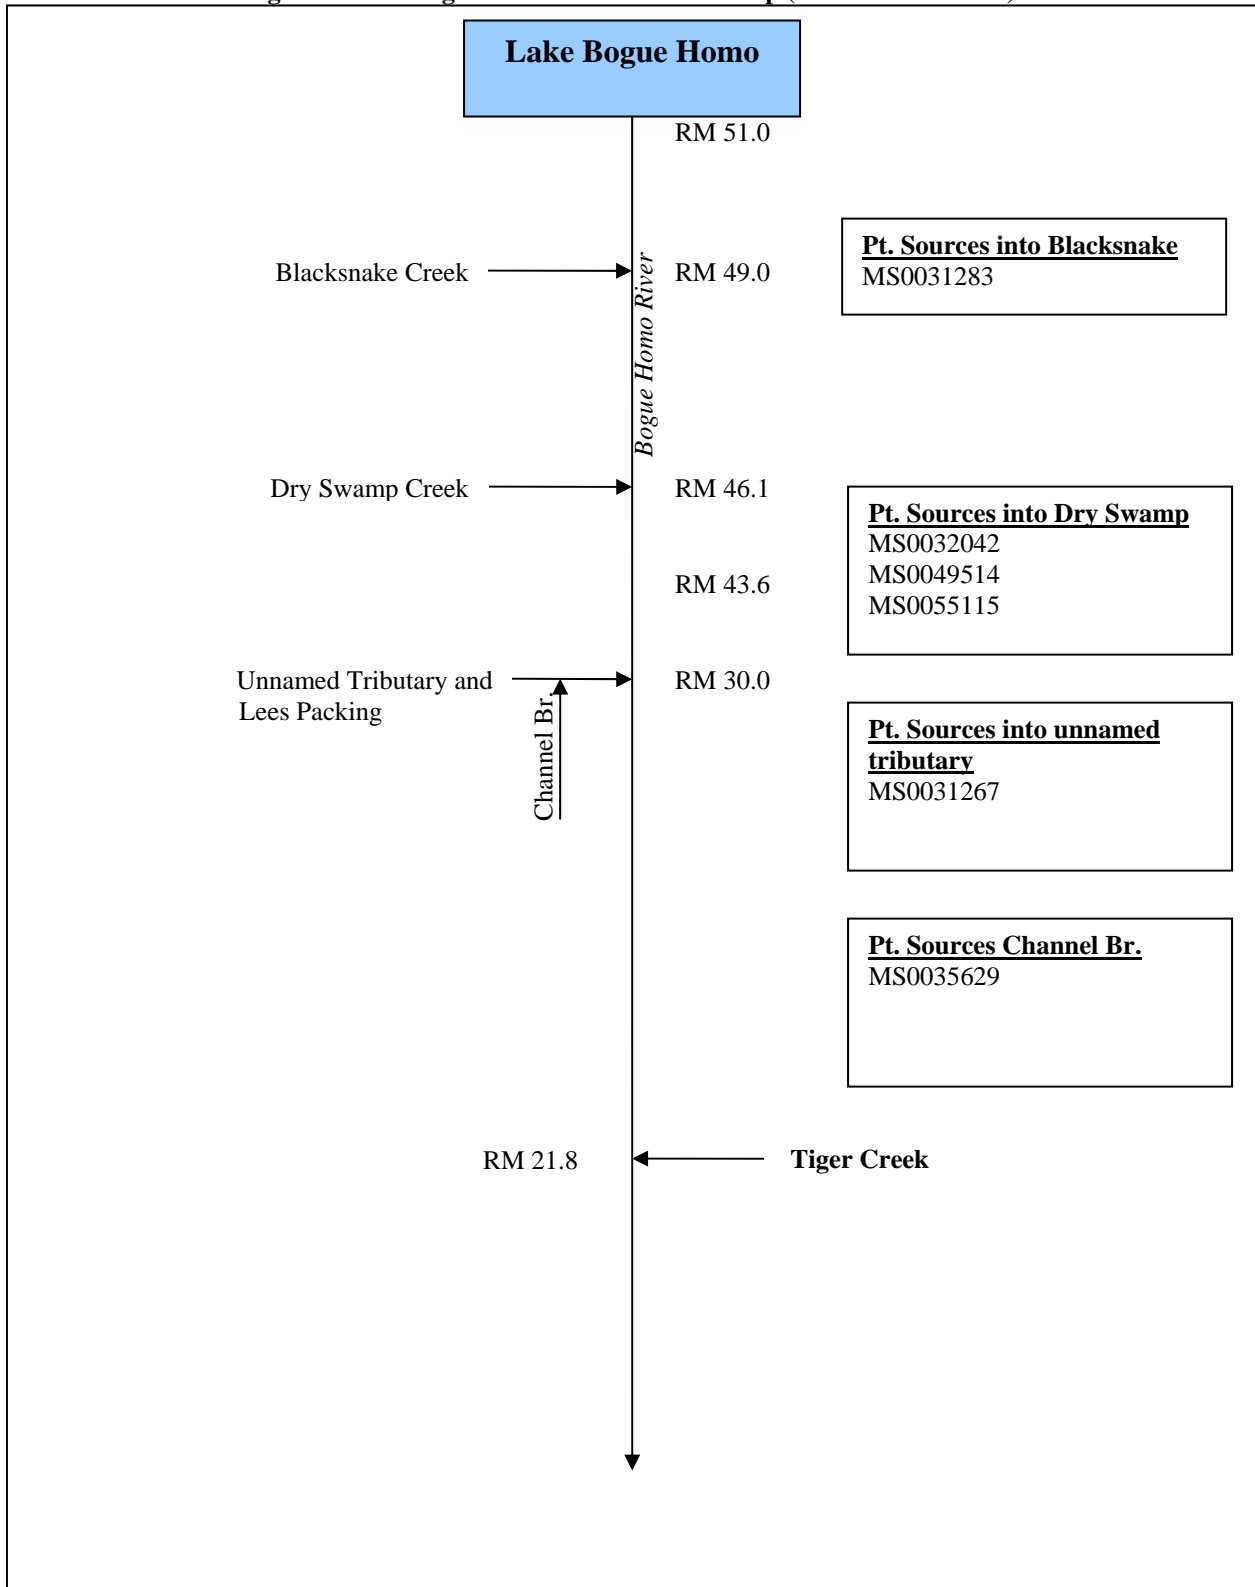 Lake Bogue Homo
RM 51.0
Blacksnake Creek
RM 49.0
Bogue Homo River
Pt. Sources into Blacksnake
MS0031283
Dry Swamp Creek
RM 46.1
Pt. Sources into Dry Swamp
MS0032042
MS0049514
MS0055115
RM 43.6
Unnamed Tributary and
Lees Packing
Channel Br.
RM 30.0
Pt. Sources into unnamed
tributary
MS0031267
Pt. Sources Channel Br.
MS0035629
RM 21.8
Tiger Creek